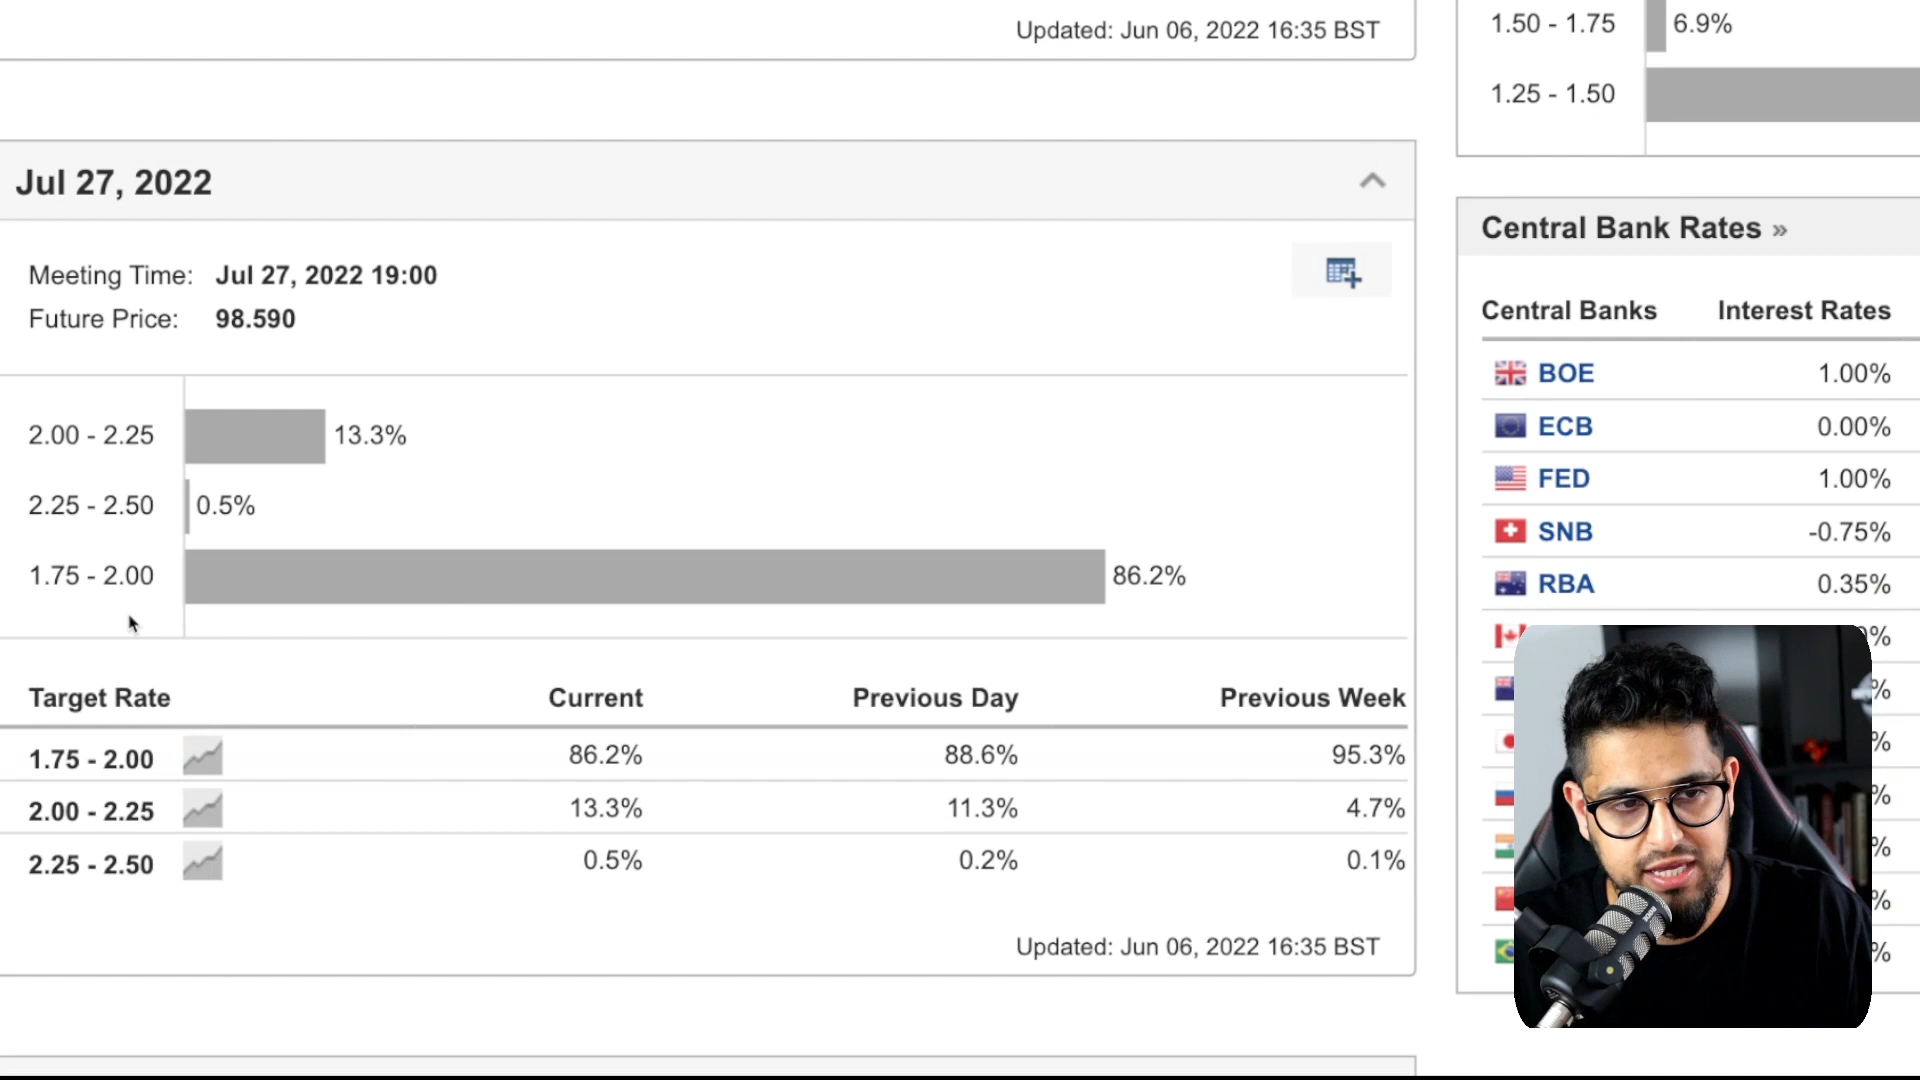 Updated: Jun 06, 2022 16:35 BST
Jul 27, 2022
Meeting Time: Jul 27, 2022 19:00
Future Price: 98.590
2.00 - 2.25 13.3%
2.25 - 2.50 0.5%
1.75 - 2.00 86.2%
Target Rate Current Previous Day Previous Week
1.75 - 2.00 86.2% 88.6% 95.3%
2.00 - 2.25 13.3% 11.3% 4.7%
2.25 - 2.50 0.5% 0.2% 0.1%
Updated: Jun 06, 2022 16:35 BST
1.50 - 1.75 6.9%
1.25 - 1.50
Central Bank Rates »
Central Banks Interest Rates
BOE 1.00%
ECB 0.00%
FED 1.00%
SNB -0.75%
RBA 0.35%
%
%
%
%
%
%
%